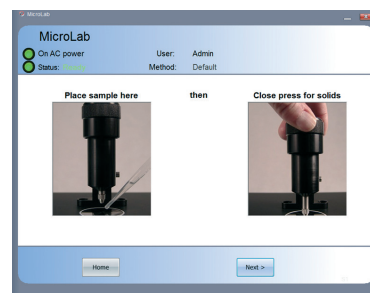 MicroLab
MicroLab
On AC power
User: Admin
Status:
Method: Default
Place sample here then Close press for solids
Home
Next >